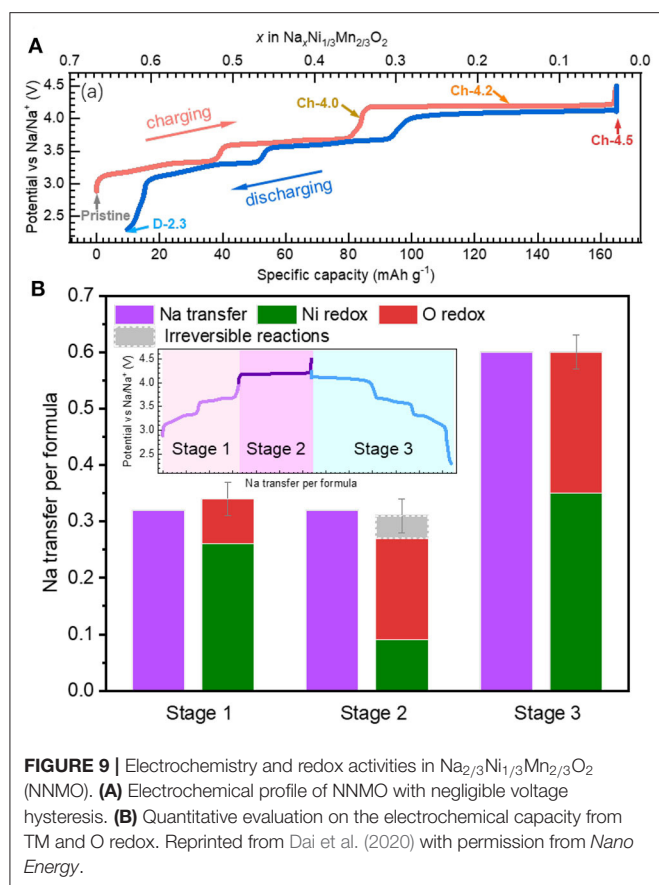 A
x in NaₓNi₁/₃Mn₂/₃O₂
0.7 0.6 0.5 0.4 0.3 0.2 0.1 0.0
(a)
Potential vs Na/Na⁺ (V)
4.5
4.0
3.5
3.0
2.5
charging
discharging
Ch-4.0
Ch-4.2
Ch-4.5
Pristine
D-2.3
0 20 40 60 80 100 120 140 160
Specific capacity (mAh g⁻¹)
B
Na transfer per formula
0.7
0.6
0.5
0.4
0.3
0.2
0.1
0.0
Na transfer Ni redox O redox
Irreversible reactions
Potential vs Na/Na⁺ (V)
4.5
4.0
3.5
3.0
2.5
Stage 1 Stage 2 Stage 3
Na transfer per formula
Stage 1 Stage 2 Stage 3
FIGURE 9 | Electrochemistry and redox activities in Na₂/₃Ni₁/₃Mn₂/₃O₂
(NNMO). (A) Electrochemical profile of NNMO with negligible voltage
hysteresis. (B) Quantitative evaluation on the electrochemical capacity from
TM and O redox. Reprinted from Dai et al. (2020) with permission from Nano
Energy.